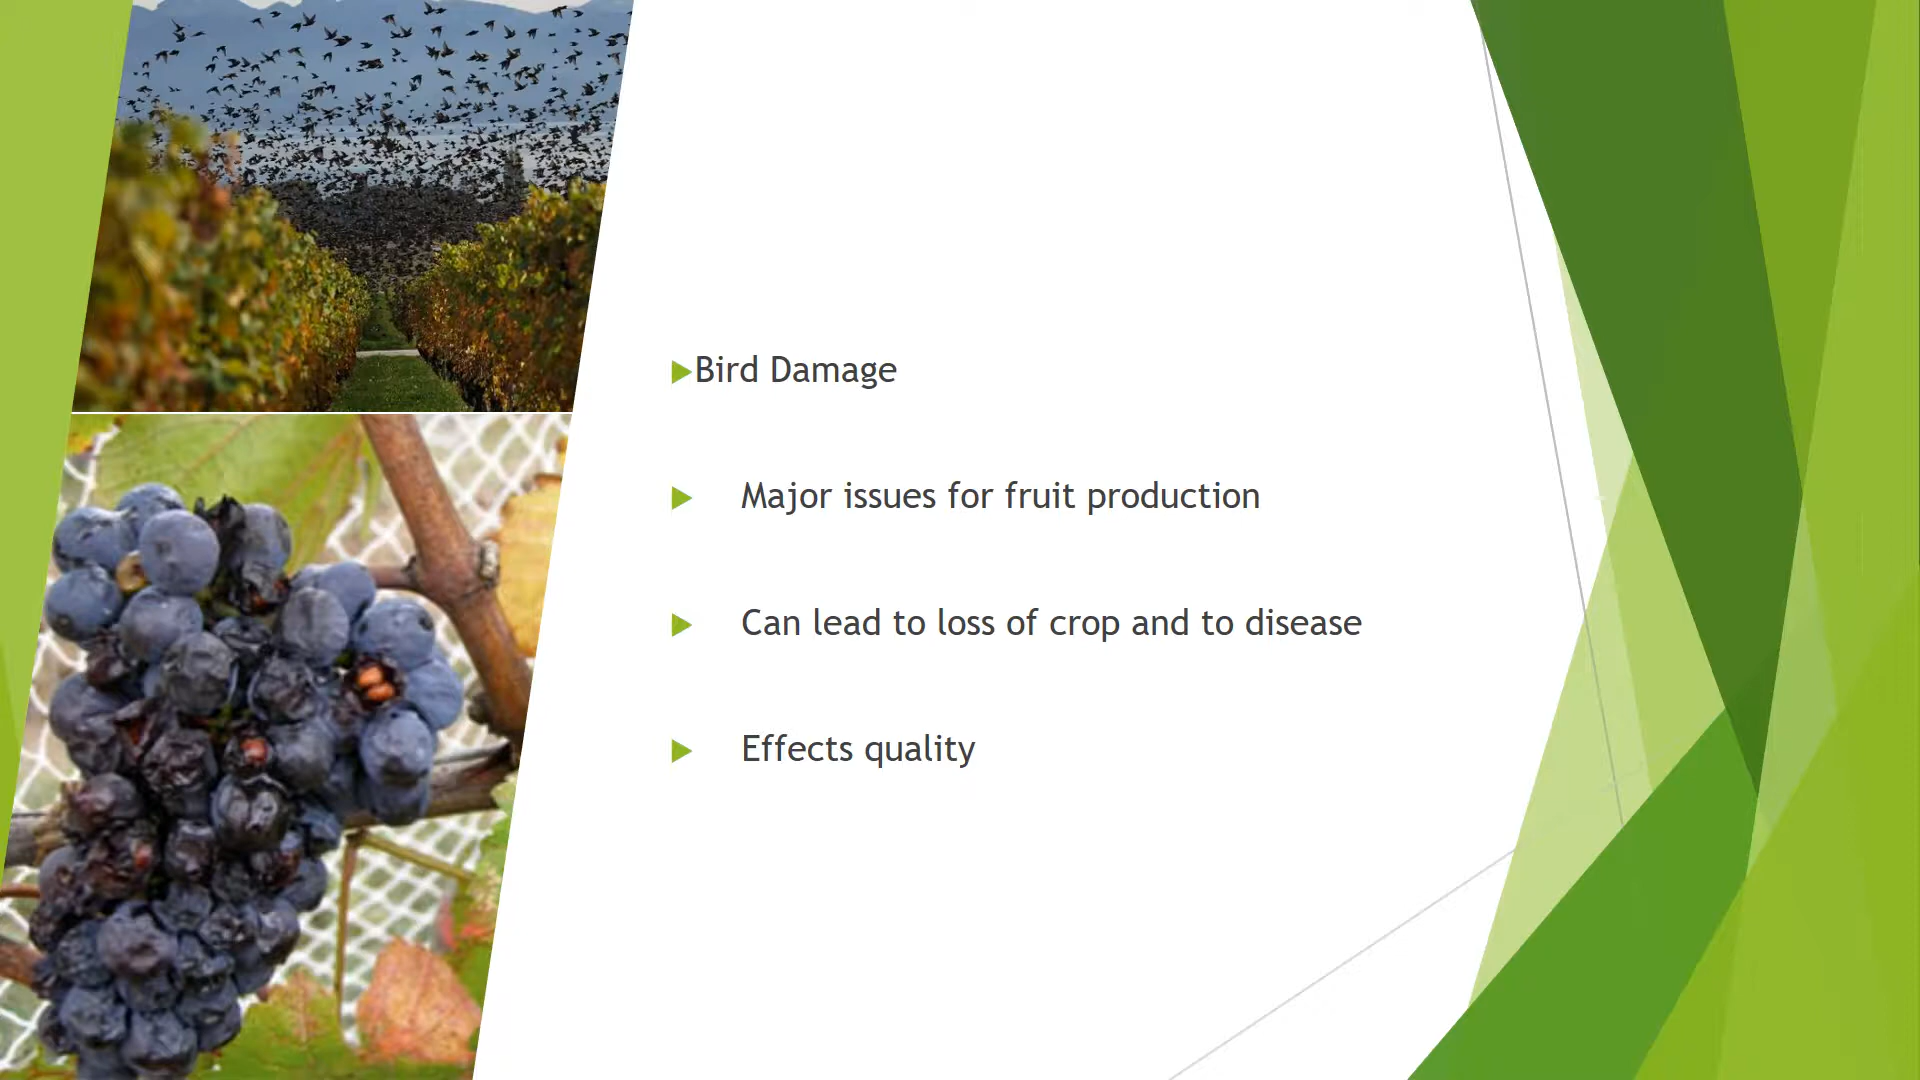 Bird Damage
Major issues for fruit production
Can lead to loss of crop and to disease
Effects quality